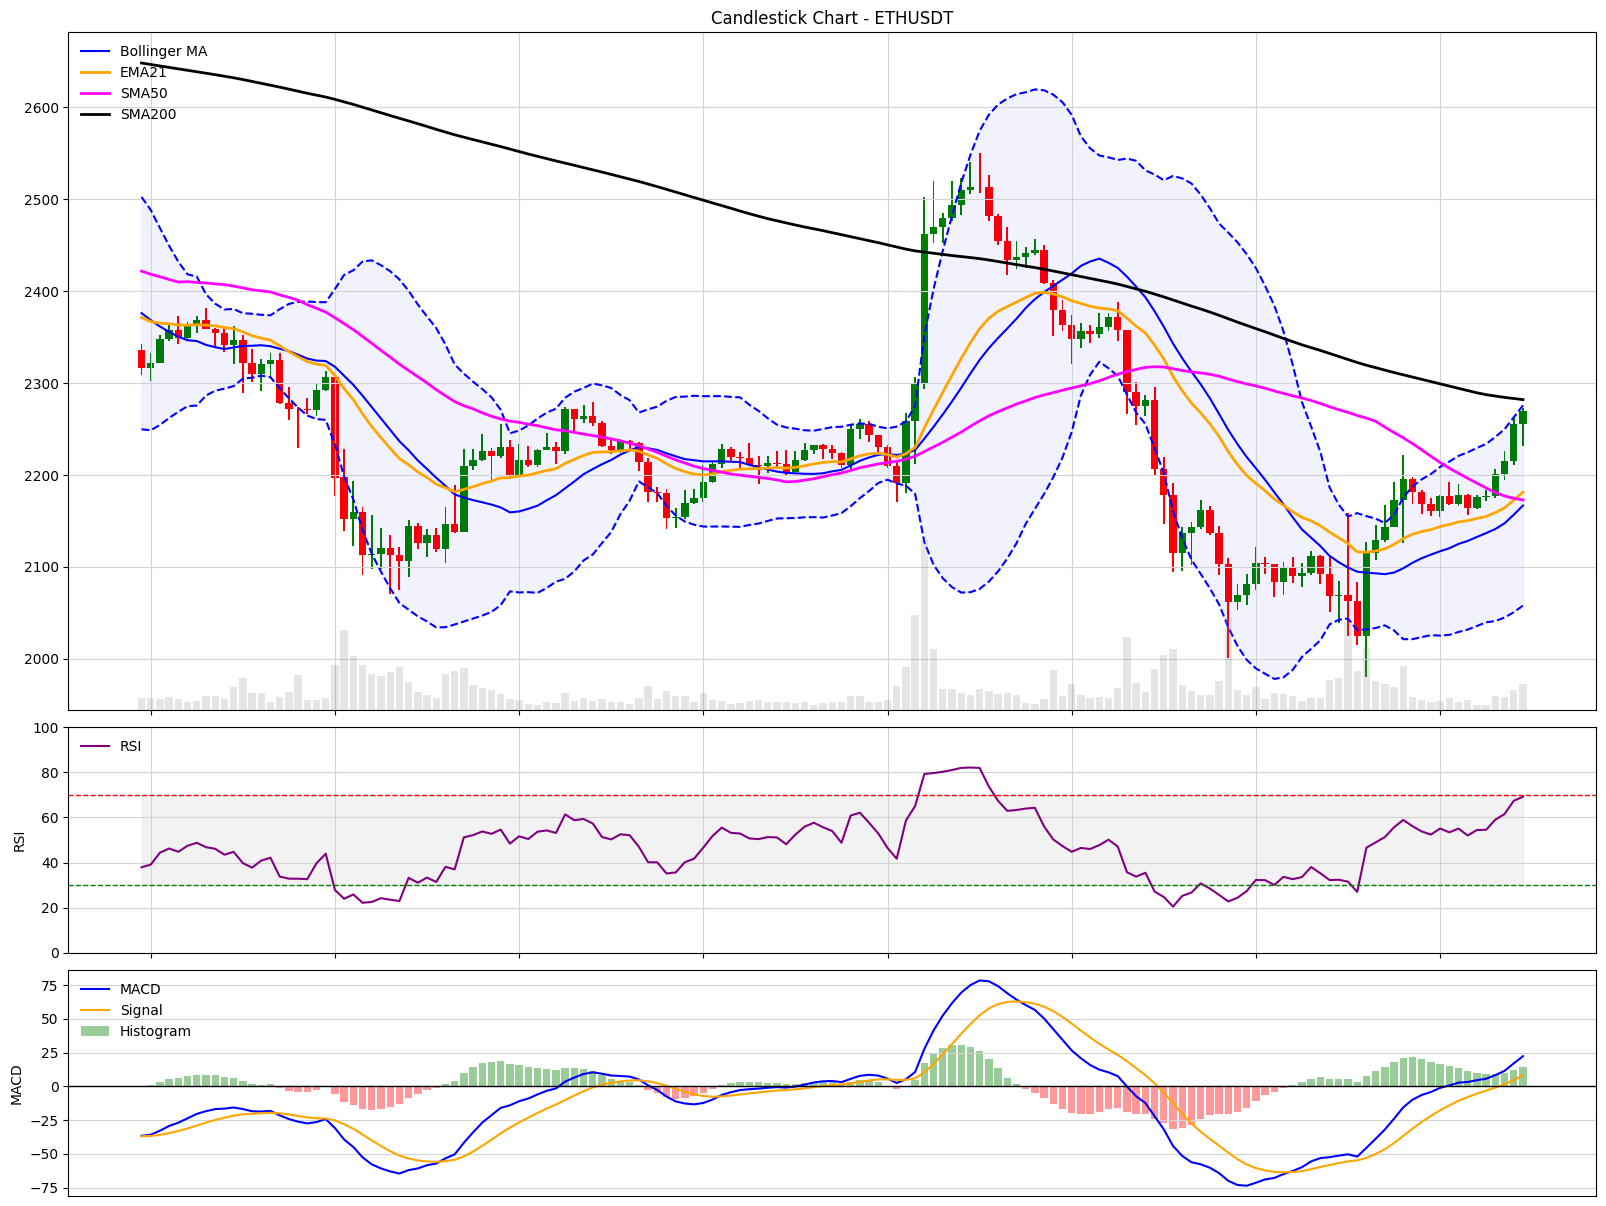 Candlestick Chart - ETHUSDT
Bollinger MA
EMA21
SMA50
SMA200
2600
2500
2400
2300
2200
2100
2000
RSI
RSI
100
80
60
40
20
0
MACD
Signal
Histogram
MACD
75
50
25
0
−25
−50
−75